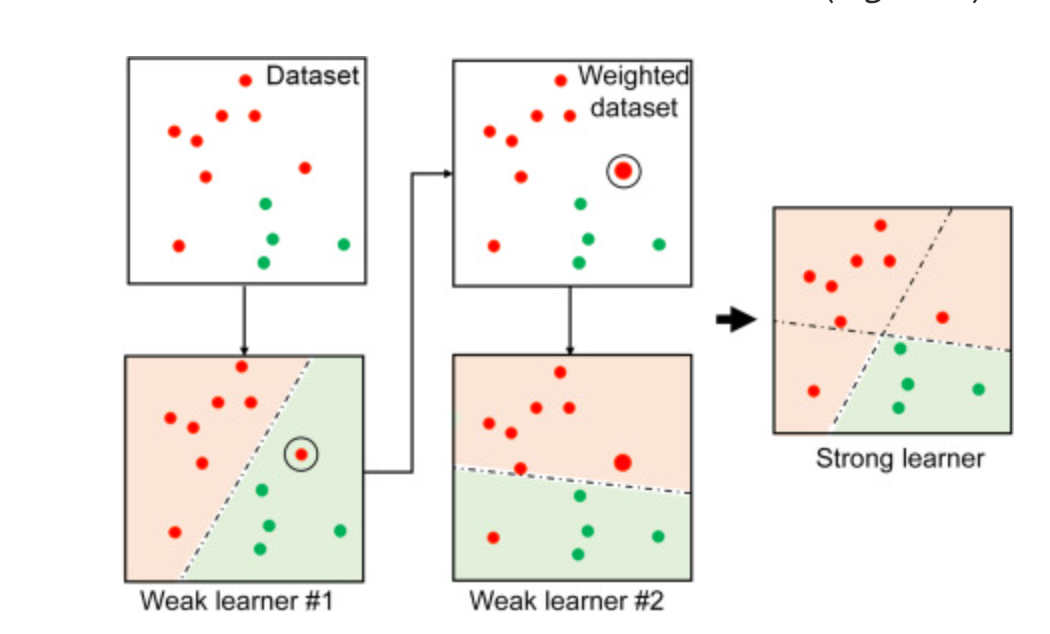 Dataset
Weighted
dataset
Strong learner
Weak learner #1
Weak learner #2